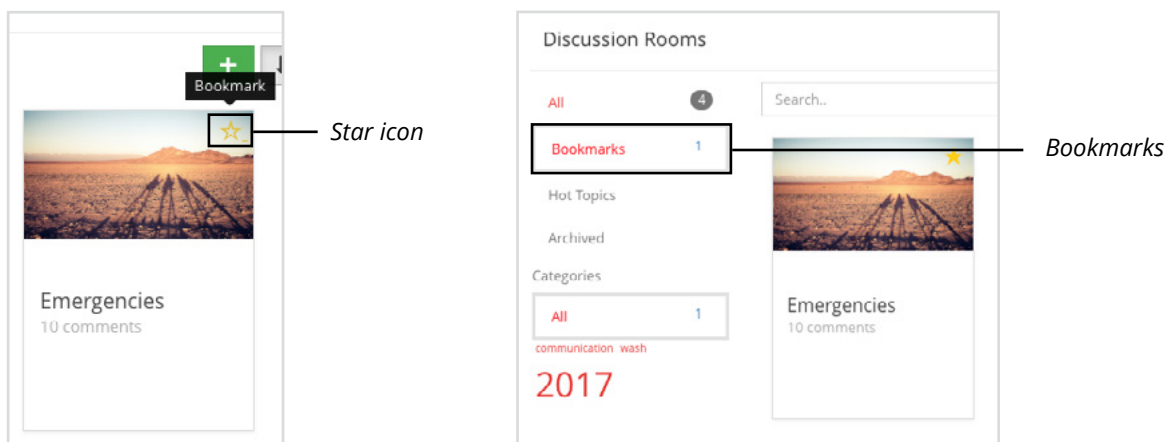 +
Bookmark
Star icon
Emergencies
10 comments
Discussion Rooms
All 4
Search..
Bookmarks 1
Bookmarks
Hot Topics
Archived
Categories
All 1
communication wash
2017
Emergencies
10 comments